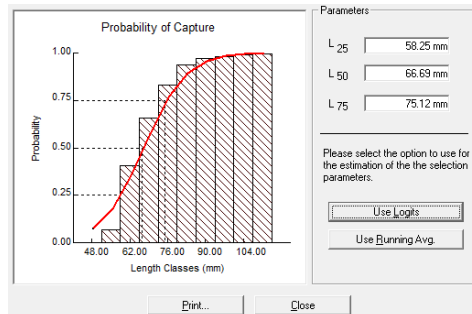 Probability of Capture
1.00
0.75
0.50
0.25
0.00
Probability
48.00 62.00 76.00 90.00 104.00
Length Classes (mm)
Parameters
L 25 58.25 mm
L 50 66.69 mm
L 75 75.12 mm
Please select the option to use for
the estimation of the the selection
parameters.
Use Logits
Use Running Avg.
Print...
Close